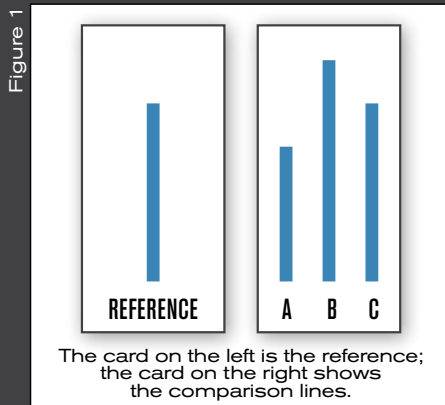 Figure 1
REFERENCE
A B C
The card on the left is the reference;
the card on the right shows
the comparison lines.